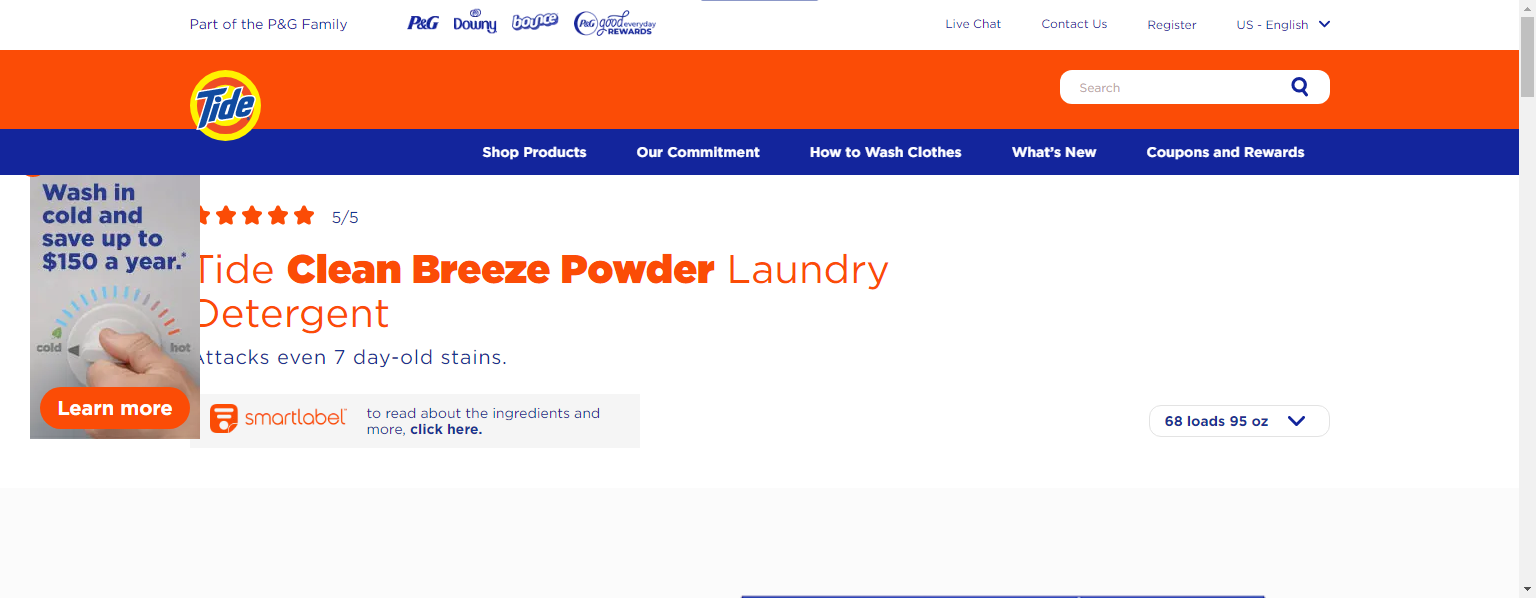 Part of the P&G Family
P&G
Downy
bounce
P&G good everyday REWARDS
Live Chat
Contact Us
Register
US - English
Tide
Search
Shop Products
Our Commitment
How to Wash Clothes
What's New
Coupons and Rewards
Wash in
cold and
save up to
$150 a year.*
cold
hot
Learn more
5/5
Tide Clean Breeze Powder Laundry
Detergent
Attacks even 7 day-old stains.
smartlabel™
to read about the ingredients and
more, click here.
68 loads 95 oz